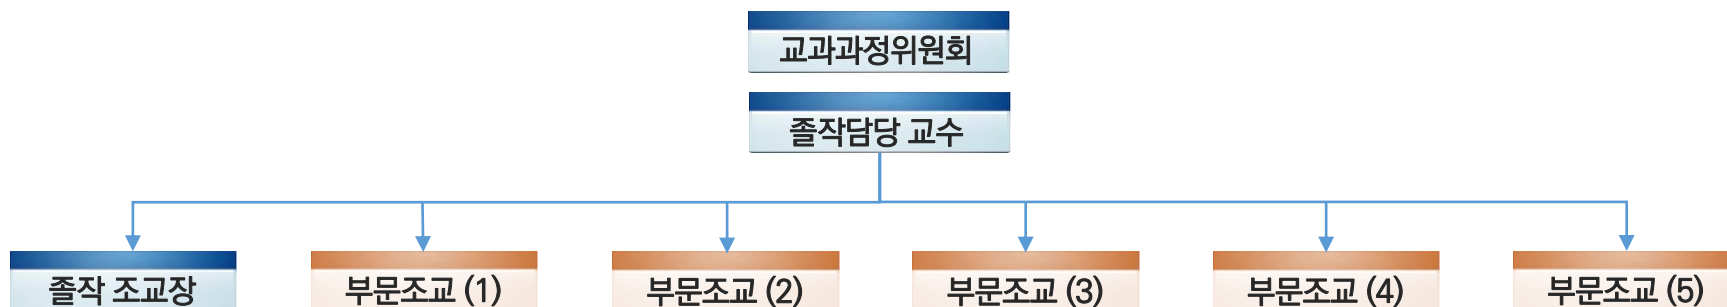 교과과정위원회
졸작담당 교수
졸작 조교장
부문조교 (1)
부문조교 (2)
부문조교 (3)
부문조교 (4)
부문조교 (5)